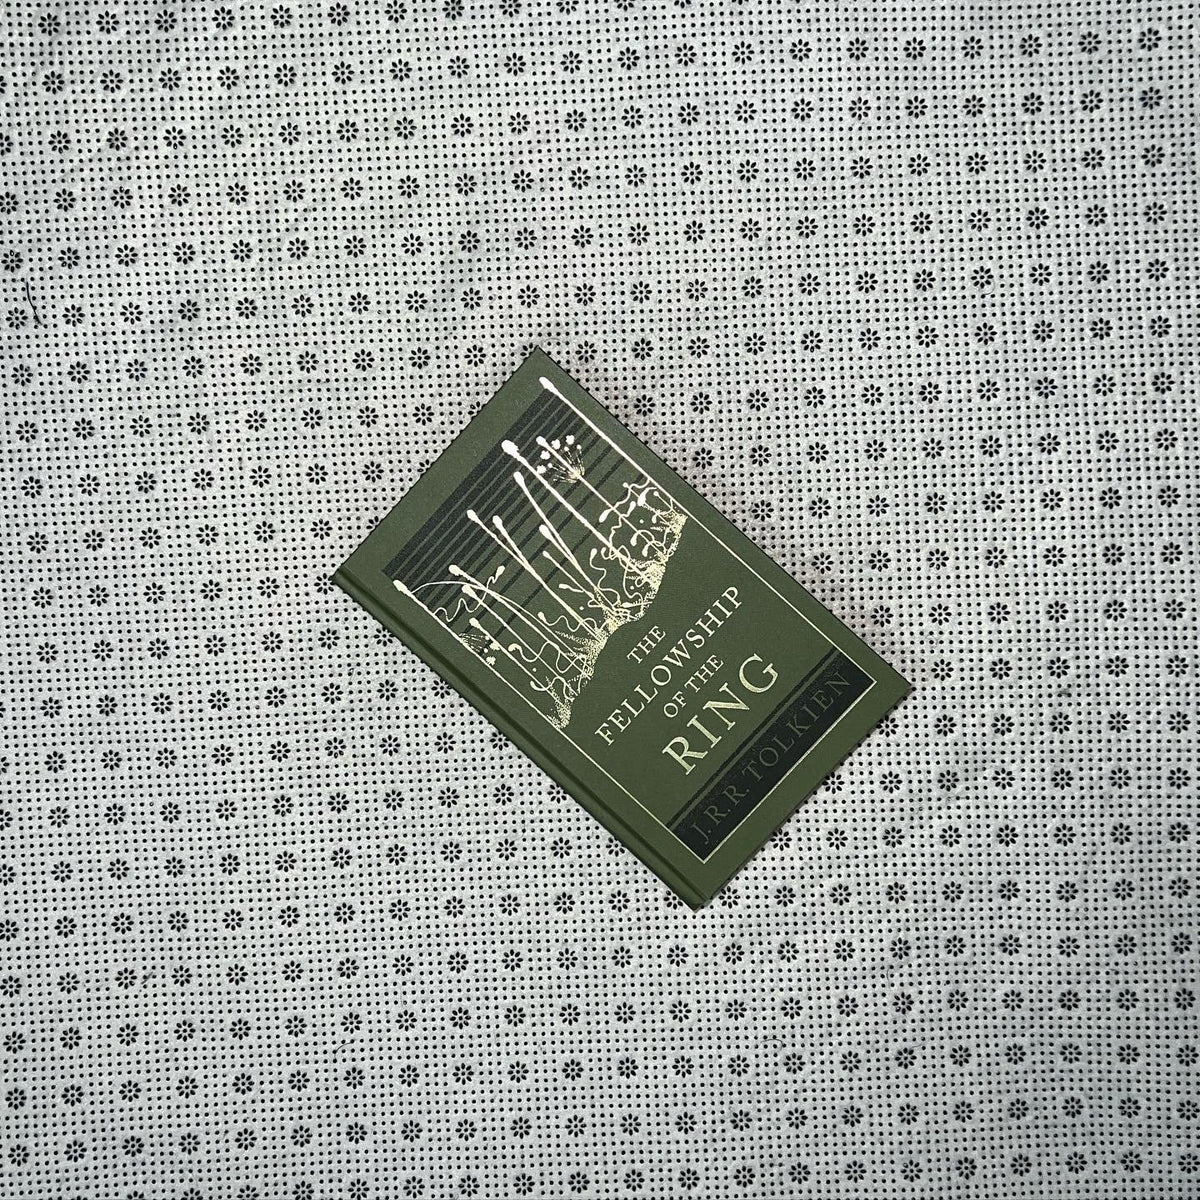 THE
FELLOWSHIP
OF THE
RING
J.R.R. TOLKIEN